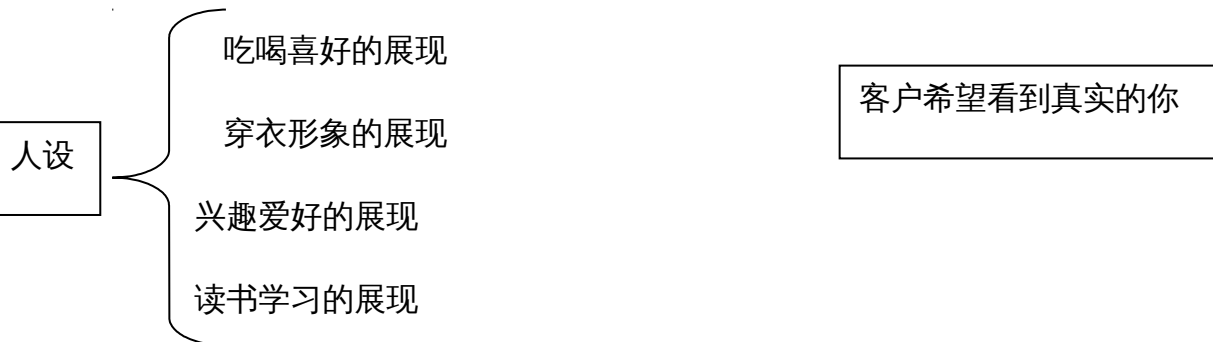 吃喝喜好的展现
客户希望看到真实的你
穿衣形象的展现
人设
兴趣爱好的展现
读书学习的展现